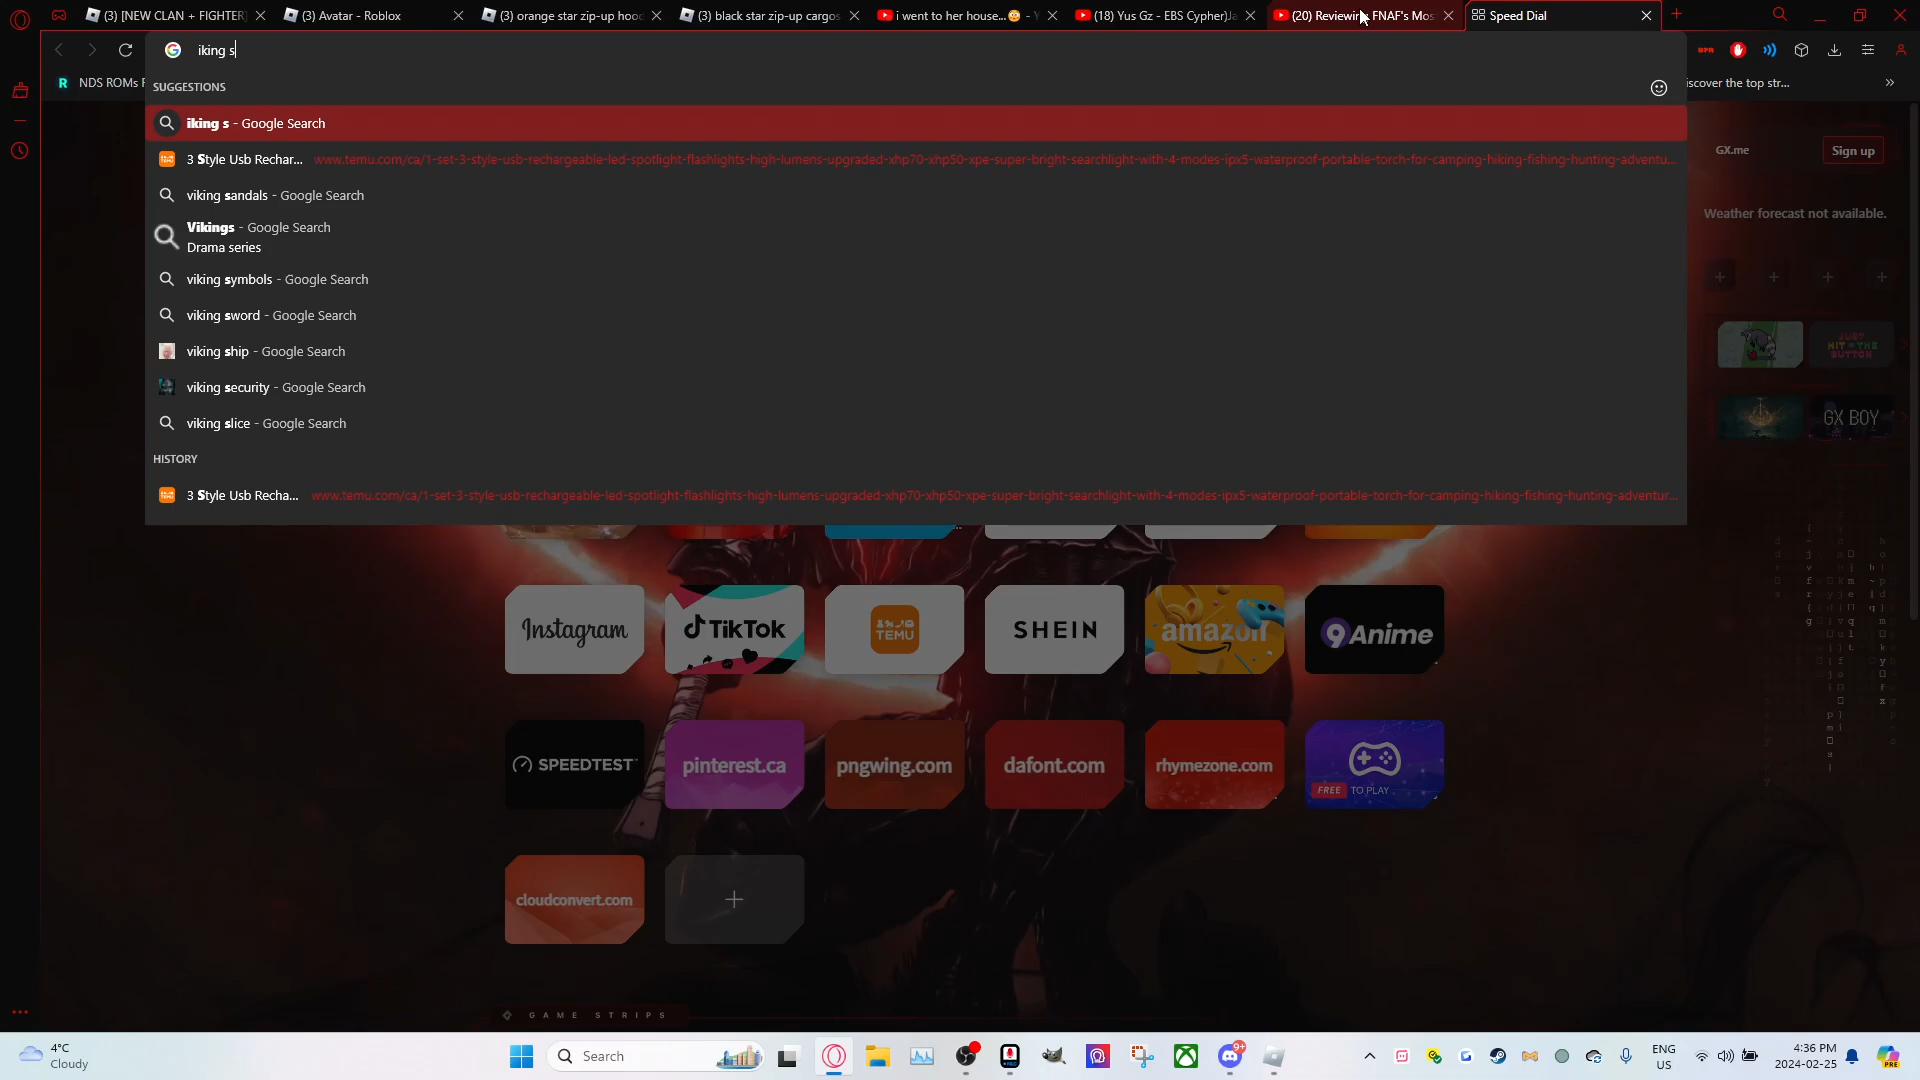 (3) [NEW CLAN + FIGHTER]
(3) Avatar - Roblox
(3) orange star zip-up hood
(3) black star zip-up cargos
i went to her house...😳 - Y
(18) Yus Gz - EBS Cypher)Ja
(20) Reviewing FNAF's Mos
Speed Dial
iking s
NDS ROMs F
iscover the top str...
SUGGESTIONS
iking s - Google Search
3 Style Usb Rechar... www.temu.com/ca/1-set-3-style-usb-rechargeable-led-spotlight-flashlights-high-lumens-upgraded-xhp70-xhp50-xpe-super-bright-searchlight-with-4-modes-ipx5-waterproof-portable-torch-for-camping-hiking-fishing-hunting-adventu...
viking sandals - Google Search
Vikings - Google Search
Drama series
viking symbols - Google Search
viking sword - Google Search
viking ship - Google Search
viking security - Google Search
viking slice - Google Search
HISTORY
3 Style Usb Recha... www.temu.com/ca/1-set-3-style-usb-rechargeable-led-spotlight-flashlights-high-lumens-upgraded-xhp70-xhp50-xpe-super-bright-searchlight-with-4-modes-ipx5-waterproof-portable-torch-for-camping-hiking-fishing-hunting-adventur...
GX.me
Sign up
Weather forecast not available.
JUST HIT THE BUTTON
GX BOY
Instagram
TikTok
TEMU
SHEIN
amazon
9Anime
SPEEDTEST
pinterest.ca
pngwing.com
dafont.com
rhymezone.com
FREE TO PLAY
cloudconvert.com
GAME STRIPS
4°C
Cloudy
Search
9+
ENG
US
4:36 PM
2024-02-25
PRE